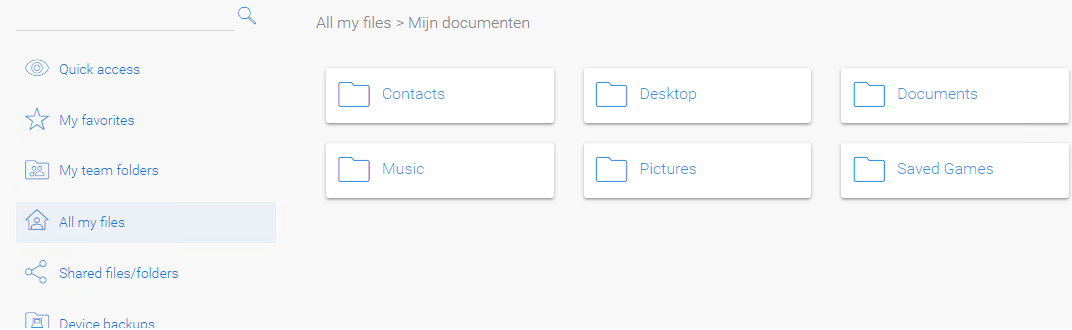 All my files > Mijn documenten
Quick access
My favorites
My team folders
All my files
Shared files/folders
Device backups
Contacts
Desktop
Documents
Music
Pictures
Saved Games